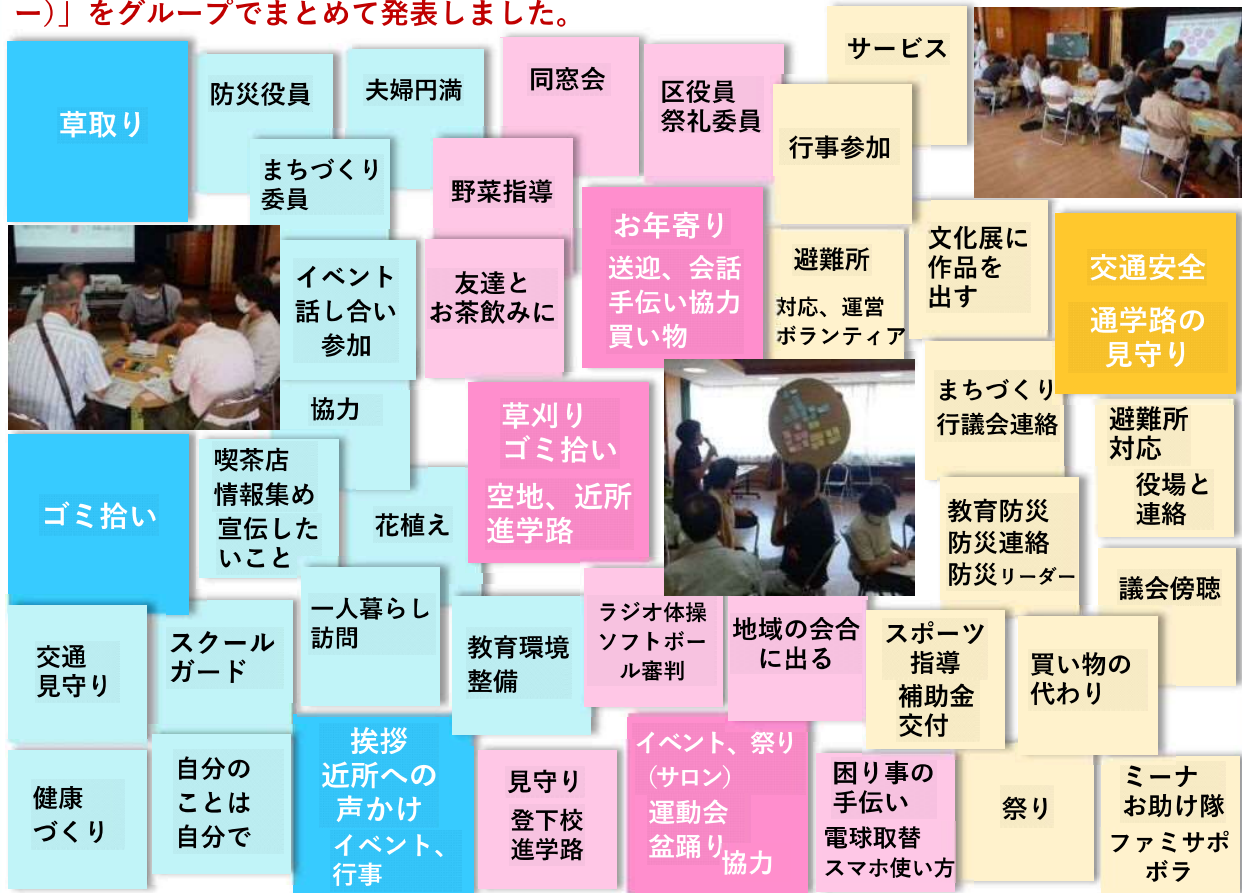 ー)」をグループでまとめて発表しました。
草取り
防災役員
夫婦円満
同窓会
区役員
祭礼委員
サービス
行事参加
まちづくり
委員
野菜指導
お年寄り
送迎、会話
手伝い協力
買い物
避難所
対応、運営
ボランティア
文化展に
作品を
出す
交通安全
通学路の
見守り
イベント
話し合い
参加
友達と
お茶飲みに
協力
草刈り
ゴミ拾い
空地、近所
進学路
まちづくり
行議会連絡
避難所
対応
役場と
連絡
ゴミ拾い
喫茶店
情報集め
宣伝した
いこと
花植え
教育防災
防災連絡
防災リーダー
議会傍聴
交通
見守り
スクール
ガード
一人暮らし
訪問
教育環境
整備
ラジオ体操
ソフトボー
ル審判
地域の会合
に出る
スポーツ
指導
補助金
交付
買い物の
代わり
健康
づくり
自分の
ことは
自分で
挨拶
近所への
声かけ
イベント、
行事
見守り
登下校
進学路
イベント、祭り
(サロン)
運動会
盆踊り
協力
困り事の
手伝い
電球取替
スマホ使い方
祭り
ミーナ
お助け隊
ファミサポ
ボラ